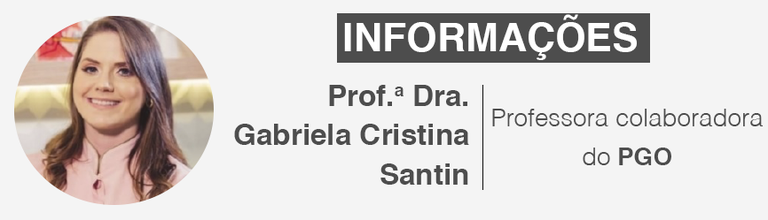 INFORMAÇÕES
Prof.ª Dra.
Gabriela Cristina
Santin
Professora colaboradora
do PGO